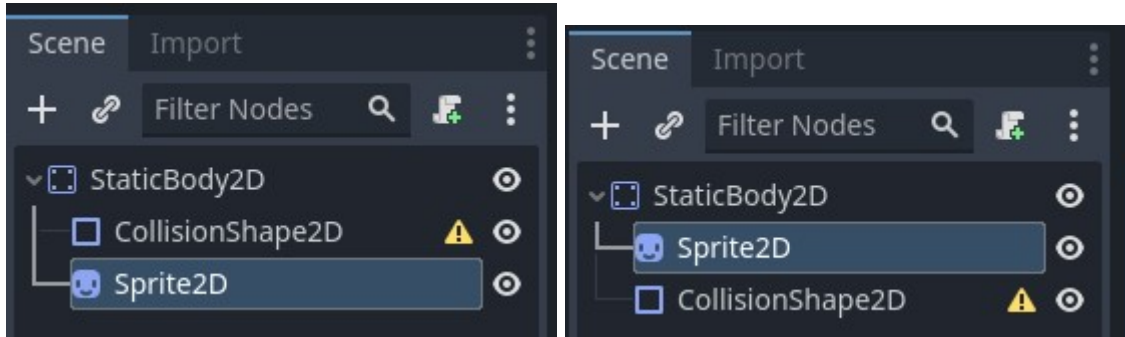 Scene Import
Filter Nodes
StaticBody2D
CollisionShape2D
Sprite2D
Scene Import
Filter Nodes
StaticBody2D
Sprite2D
CollisionShape2D